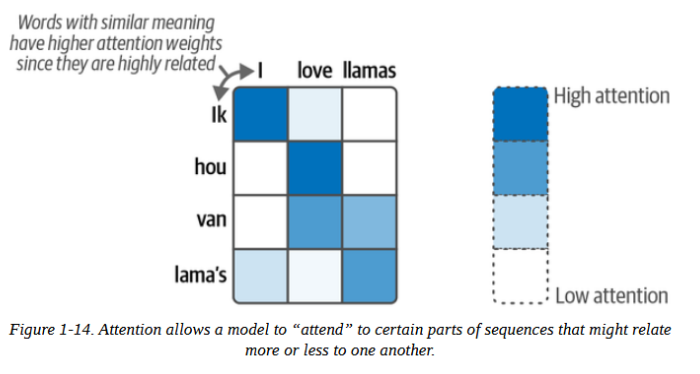 Words with similar meaning
have higher attention weights
since they are highly related
I love llamas
Ik
hou
van
lama's
High attention
Low attention
Figure 1-14. Attention allows a model to “attend” to certain parts of sequences that might relate
more or less to one another.